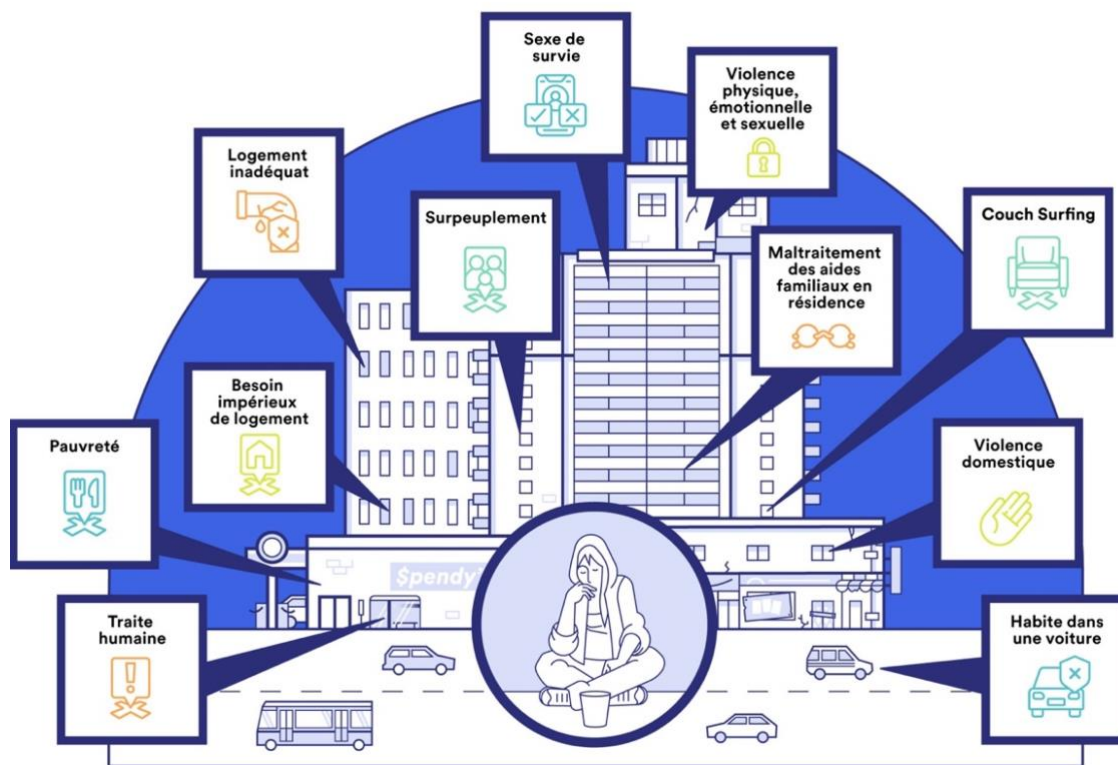 Sexe de
survie
Violence
physique,
émotionnelle
et sexuelle
Logement
inadéquat
Surpeuplement
Couch Surfing
Maltraitement
des aides
familiaux en
résidence
Besoin
impérieux
de logement
Pauvreté
Violence
domestique
$pendy
Traite
humaine
Habite dans
une voiture